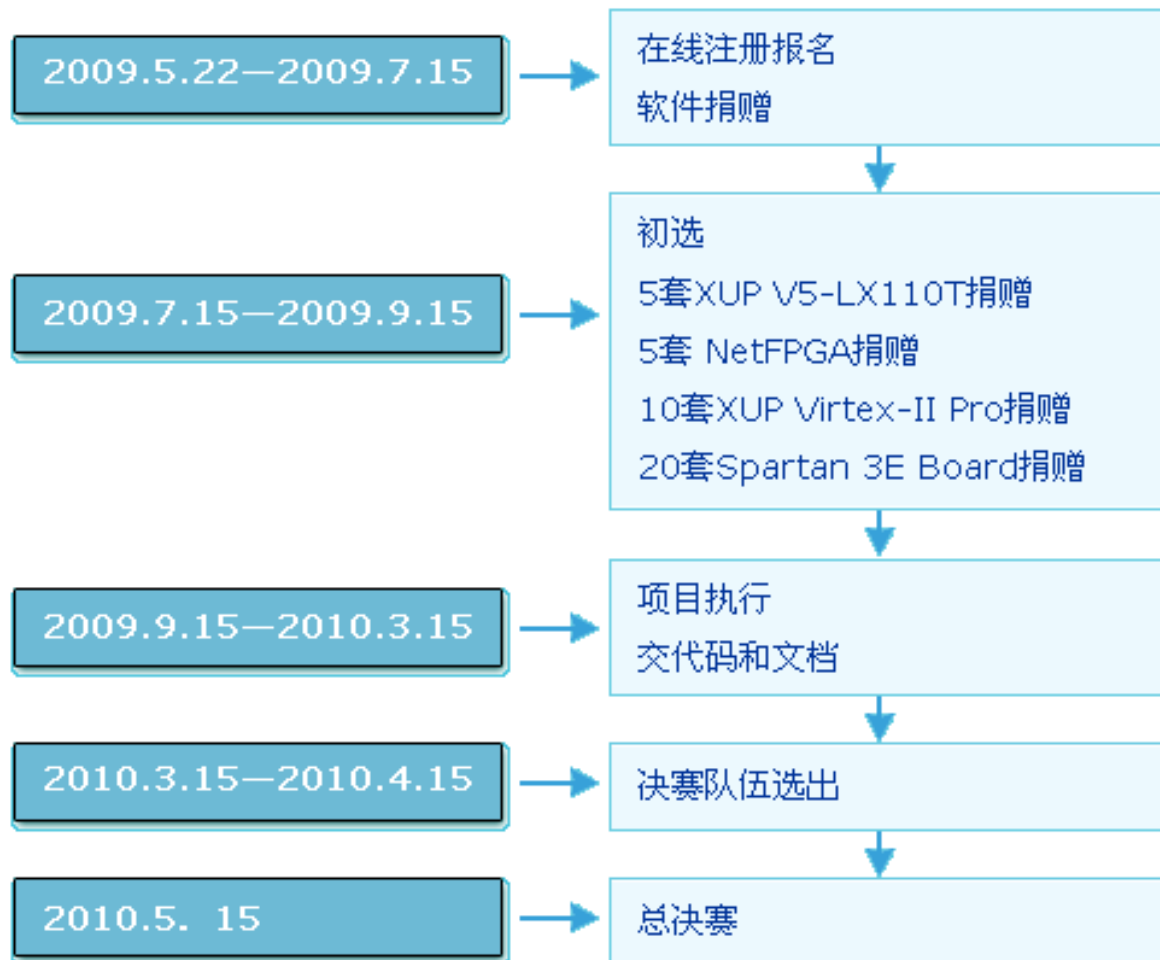 2009.5.22—2009.7.15
在线注册报名
软件捐赠
2009.7.15—2009.9.15
初选
5套XUP V5-LX110T捐赠
5套 NetFPGA捐赠
10套XUP Virtex-II Pro捐赠
20套Spartan 3E Board捐赠
2009.9.15—2010.3.15
项目执行
交代码和文档
2010.3.15—2010.4.15
决赛队伍选出
2010.5. 15
总决赛